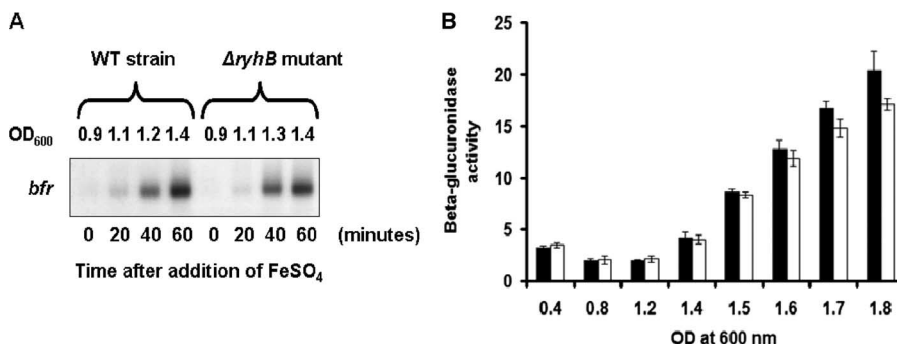 A
WT strain ΔryhB mutant
OD600 0.9 1.1 1.2 1.4 0.9 1.1 1.3 1.4
bfr
0 20 40 60 0 20 40 60 (minutes)
Time after addition of FeSO4
B
Beta-glucuronidase
activity
25
20
15
10
5
0
0.4 0.8 1.2 1.4 1.5 1.6 1.7 1.8
OD at 600 nm